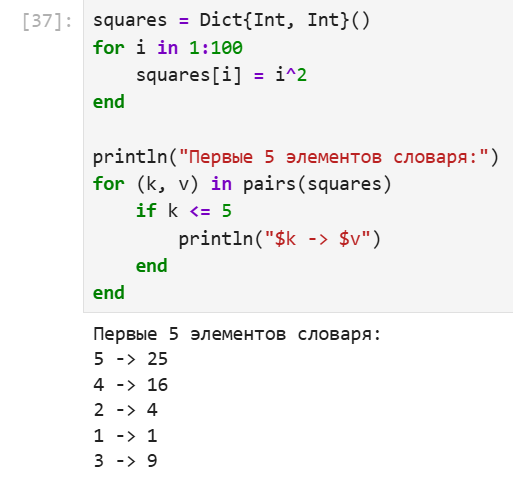 [37]:
squares = Dict{Int, Int}()
for i in 1:100
    squares[i] = i^2
end
println("Первые 5 элементов словаря:")
for (k, v) in pairs(squares)
    if k <= 5
        println("$k -> $v")
    end
end
Первые 5 элементов словаря:
5 -> 25
4 -> 16
2 -> 4
1 -> 1
3 -> 9